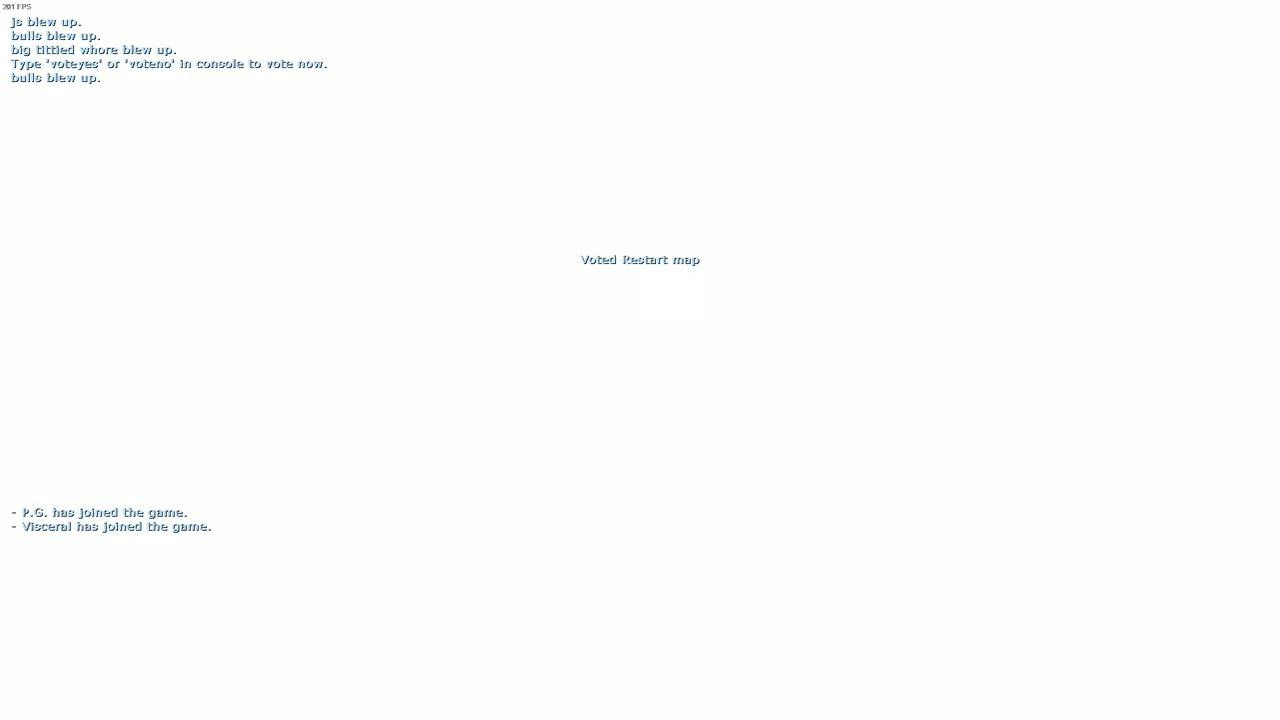 201 FPS
js blew up.
bulls blew up.
big tittied whore blew up.
Type 'voteyes' or 'voteno' in console to vote now.
bulls blew up.
Voted Restart map
- P.G. has joined the game.
- Visceral has joined the game.